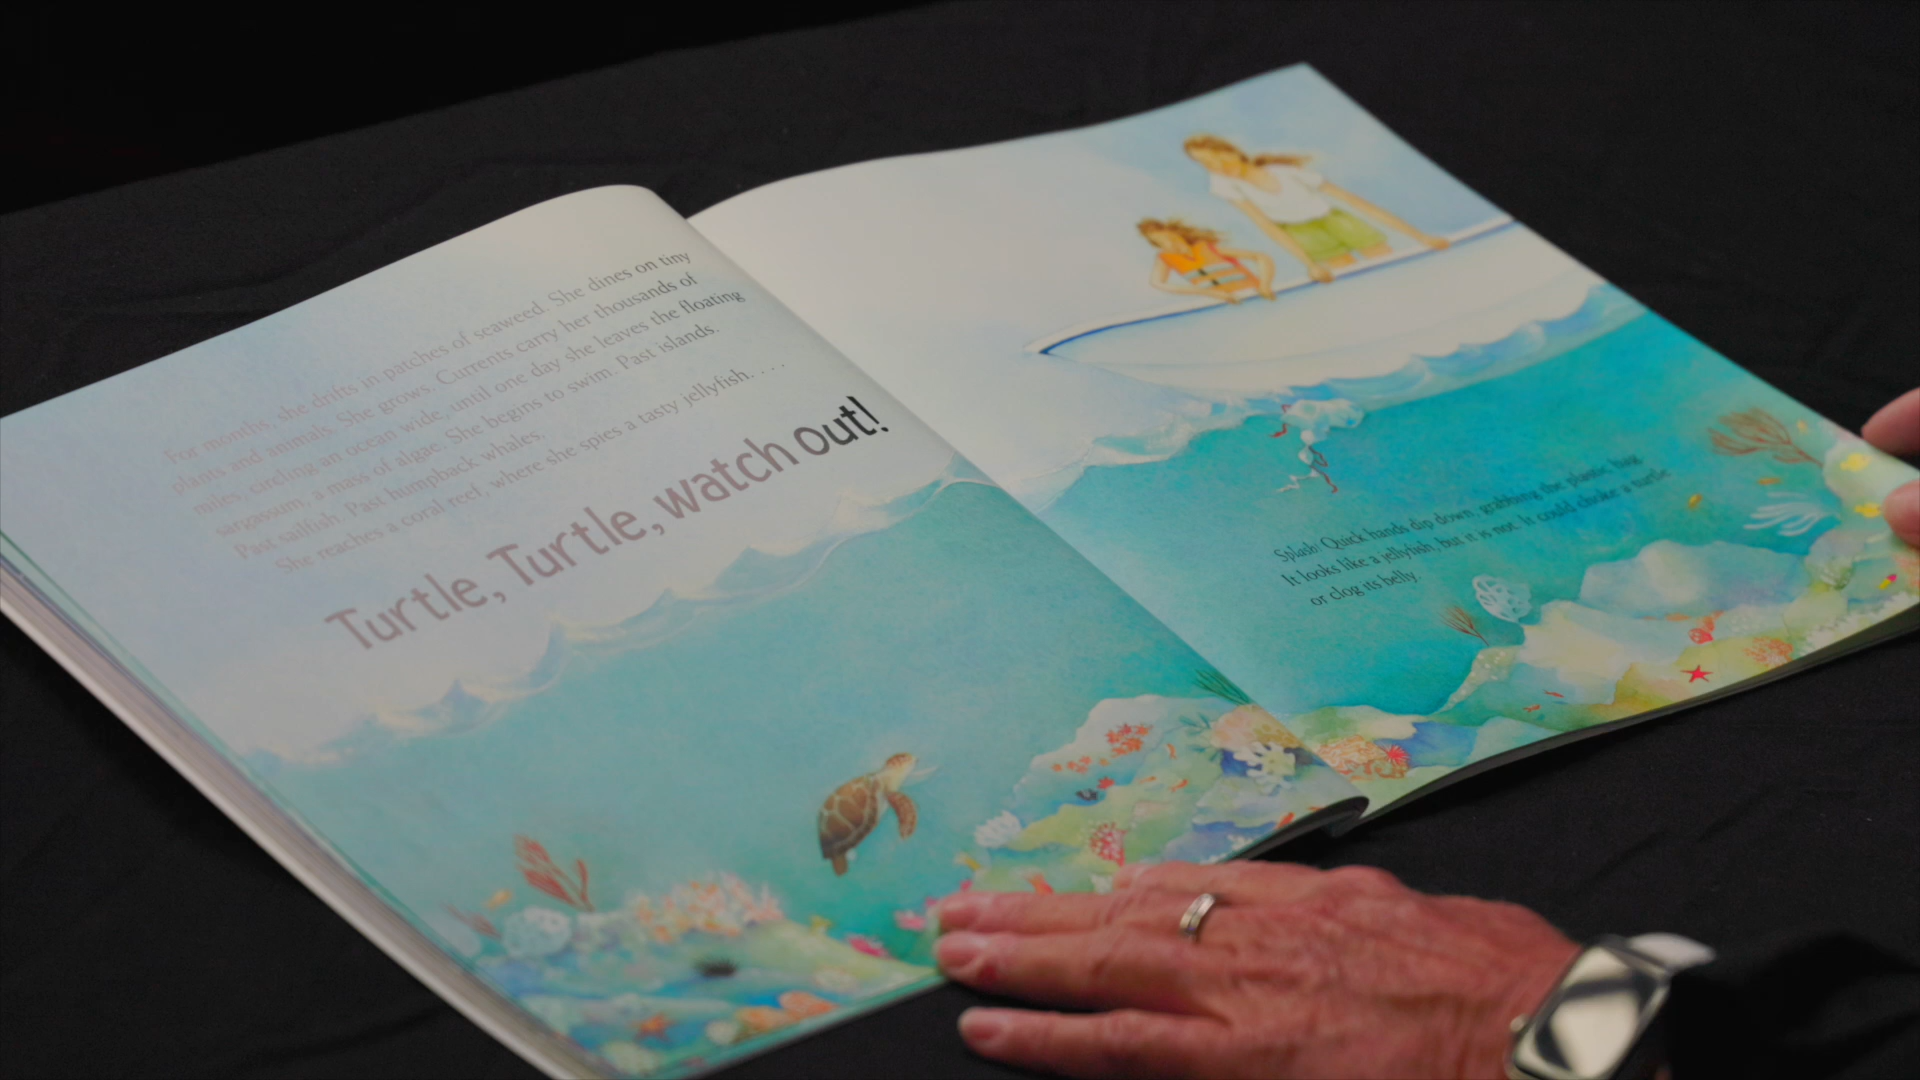 For months, she drifts in patches of seaweed. She dines on tiny
plants and animals. She grows. Currents carry her thousands of
miles, circling an ocean wide, until one day she leaves the floating
sargassum, a mass of algae. She begins to swim. Past islands.
Past sailfish. Past humpback whales.
She reaches a coral reef, where she spies a tasty jellyfish. . . .
Turtle, Turtle, watch out!
Splash! Quick hands dip down, grabbing the plastic bag.
It looks like a jellyfish, but it is not. It could choke a turtle
or clog its belly.